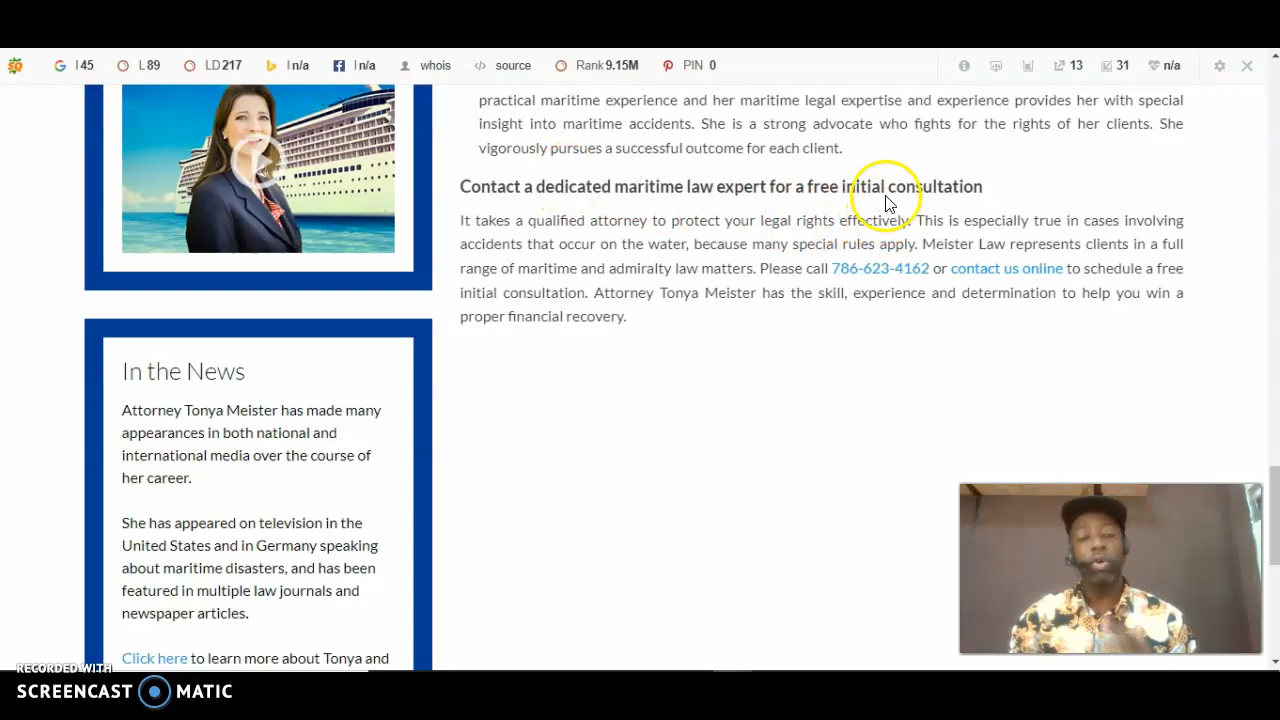 I 45 L 89 LD 217 I n/a I n/a whois source Rank 9.15M PIN 0 13 31 n/a
practical maritime experience and her maritime legal expertise and experience provides her with special
insight into maritime accidents. She is a strong advocate who fights for the rights of her clients. She
vigorously pursues a successful outcome for each client.
Contact a dedicated maritime law expert for a free initial consultation
It takes a qualified attorney to protect your legal rights effectively. This is especially true in cases involving
accidents that occur on the water, because many special rules apply. Meister Law represents clients in a full
range of maritime and admiralty law matters. Please call 786-623-4162 or contact us online to schedule a free
initial consultation. Attorney Tonya Meister has the skill, experience and determination to help you win a
proper financial recovery.
In the News
Attorney Tonya Meister has made many
appearances in both national and
international media over the course of
her career.
She has appeared on television in the
United States and in Germany speaking
about maritime disasters, and has been
featured in multiple law journals and
newspaper articles.
Click here to learn more about Tonya and
RECORDED WITH
SCREENCAST MATIC